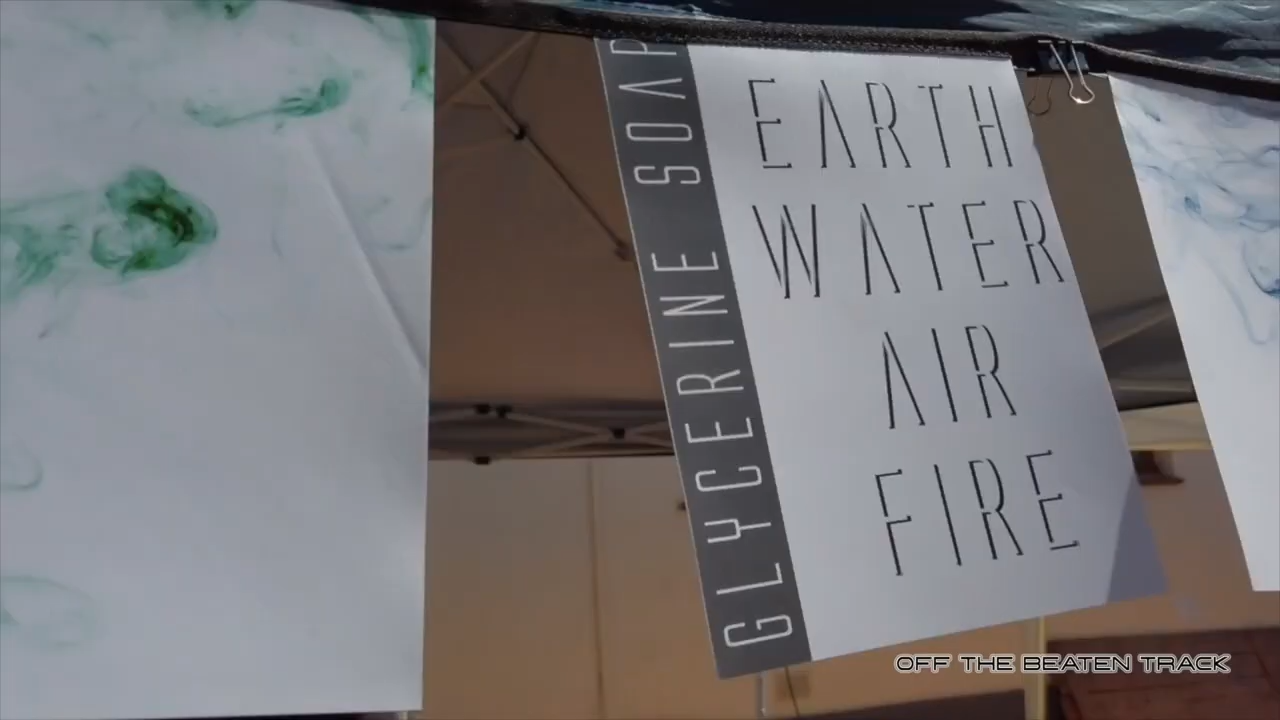 GLYCERINE SOAP
EARTH
WATER
AIR
FIRE
OFF THE BEATEN TRACK